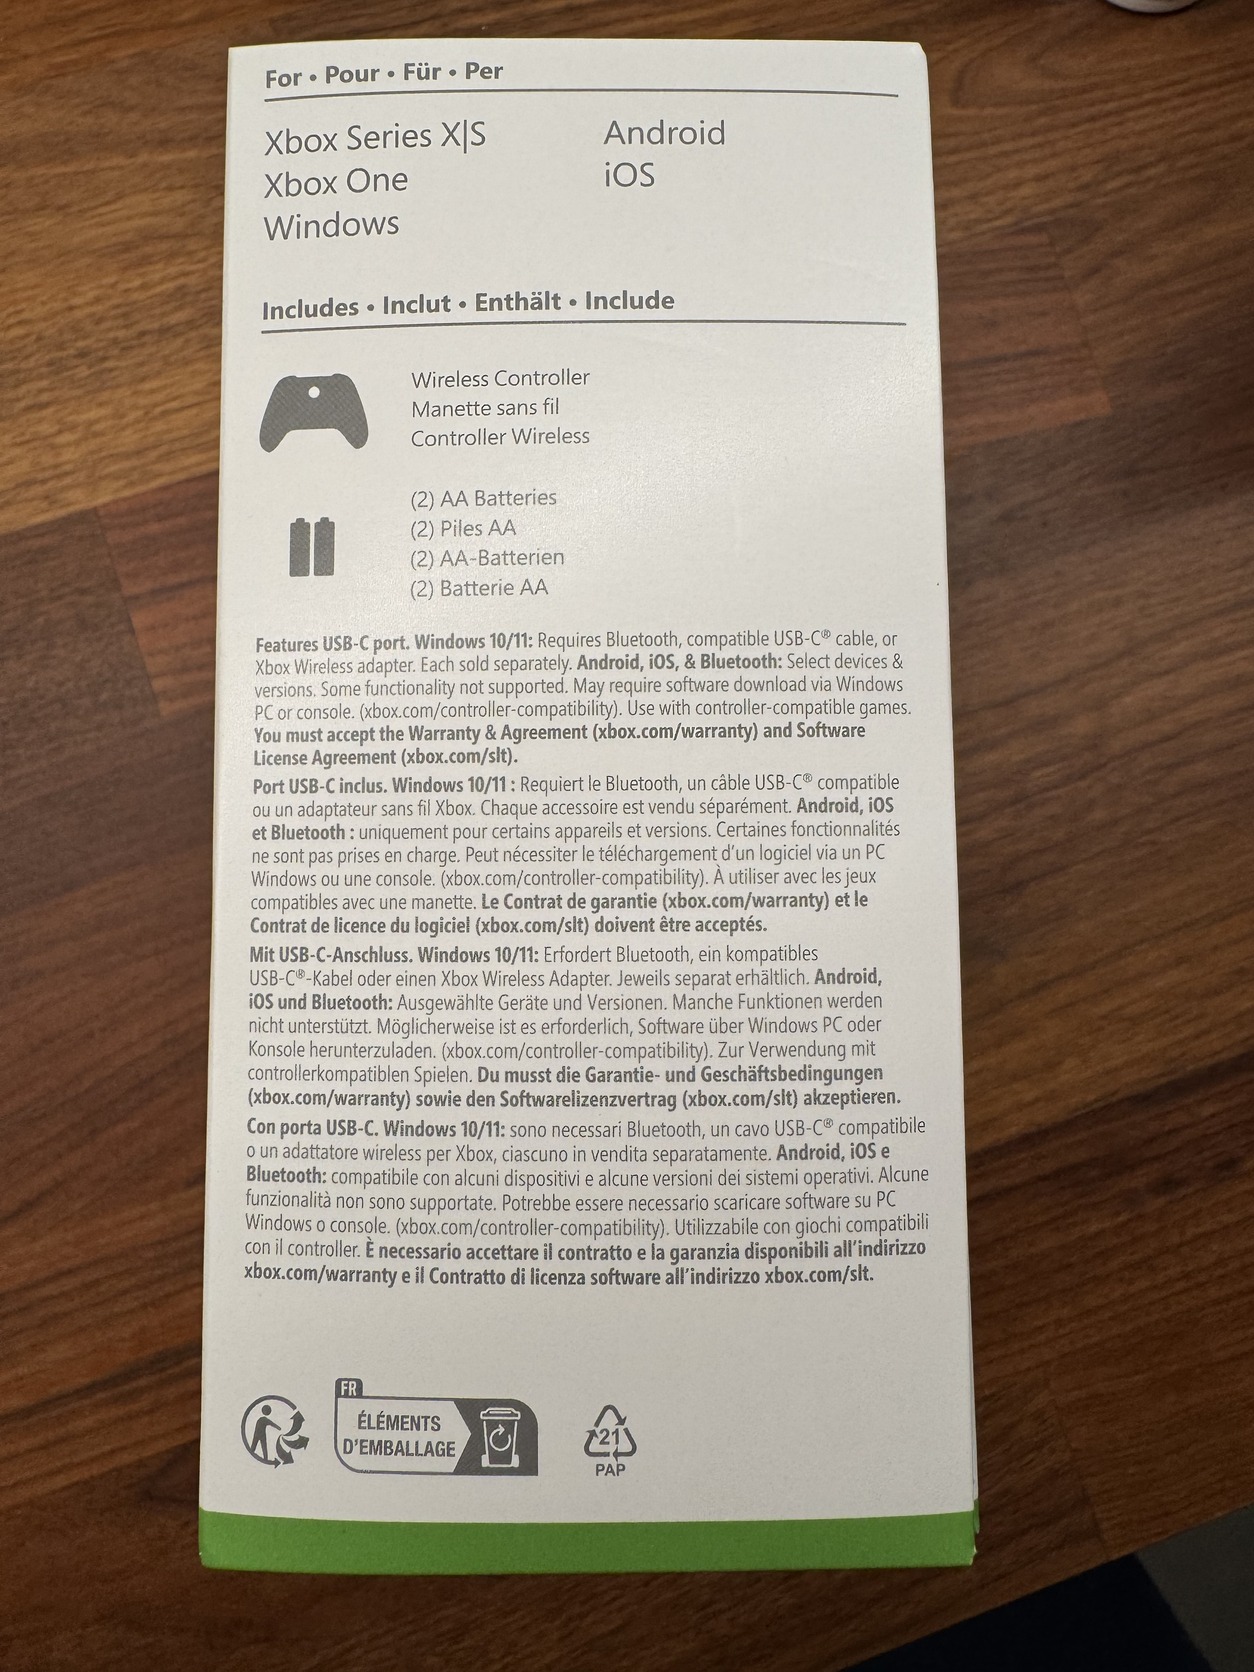 For • Pour • Für • Per
Xbox Series X|S
Xbox One
Windows
Android
iOS
Includes • Inclut • Enthält • Include
Wireless Controller
Manette sans fil
Controller Wireless
(2) AA Batteries
(2) Piles AA
(2) AA-Batterien
(2) Batterie AA
Features USB-C port. Windows 10/11: Requires Bluetooth, compatible USB-C® cable, or
Xbox Wireless adapter. Each sold separately. Android, iOS, & Bluetooth: Select devices &
versions. Some functionality not supported. May require software download via Windows
PC or console. (xbox.com/controller-compatibility). Use with controller-compatible games.
You must accept the Warranty & Agreement (xbox.com/warranty) and Software
License Agreement (xbox.com/slt).
Port USB-C inclus. Windows 10/11 : Requiert le Bluetooth, un câble USB-C® compatible
ou un adaptateur sans fil Xbox. Chaque accessoire est vendu séparément. Android, iOS
et Bluetooth : uniquement pour certains appareils et versions. Certaines fonctionnalités
ne sont pas prises en charge. Peut nécessiter le téléchargement d'un logiciel via un PC
Windows ou une console. (xbox.com/controller-compatibility). À utiliser avec les jeux
compatibles avec une manette. Le Contrat de garantie (xbox.com/warranty) et le
Contrat de licence du logiciel (xbox.com/slt) doivent être acceptés.
Mit USB-C-Anschluss. Windows 10/11: Erfordert Bluetooth, ein kompatibles
USB-C®-Kabel oder einen Xbox Wireless Adapter. Jeweils separat erhältlich. Android,
iOS und Bluetooth: Ausgewählte Geräte und Versionen. Manche Funktionen werden
nicht unterstützt. Möglicherweise ist es erforderlich, Software über Windows PC oder
Konsole herunterzuladen. (xbox.com/controller-compatibility). Zur Verwendung mit
controllerkompatiblen Spielen. Du musst die Garantie- und Geschäftsbedingungen
(xbox.com/warranty) sowie den Softwarelizenzvertrag (xbox.com/slt) akzeptieren.
Con porta USB-C. Windows 10/11: sono necessari Bluetooth, un cavo USB-C® compatibile
o un adattatore wireless per Xbox, ciascuno in vendita separatamente. Android, iOS e
Bluetooth: compatibile con alcuni dispositivi e alcune versioni dei sistemi operativi. Alcune
funzionalità non sono supportate. Potrebbe essere necessario scaricare software su PC
Windows o console. (xbox.com/controller-compatibility). Utilizzabile con giochi compatibili
con il controller. È necessario accettare il contratto e la garanzia disponibili all'indirizzo
xbox.com/warranty e il Contratto di licenza software all'indirizzo xbox.com/slt.
FR
ÉLÉMENTS
D'EMBALLAGE
21
PAP